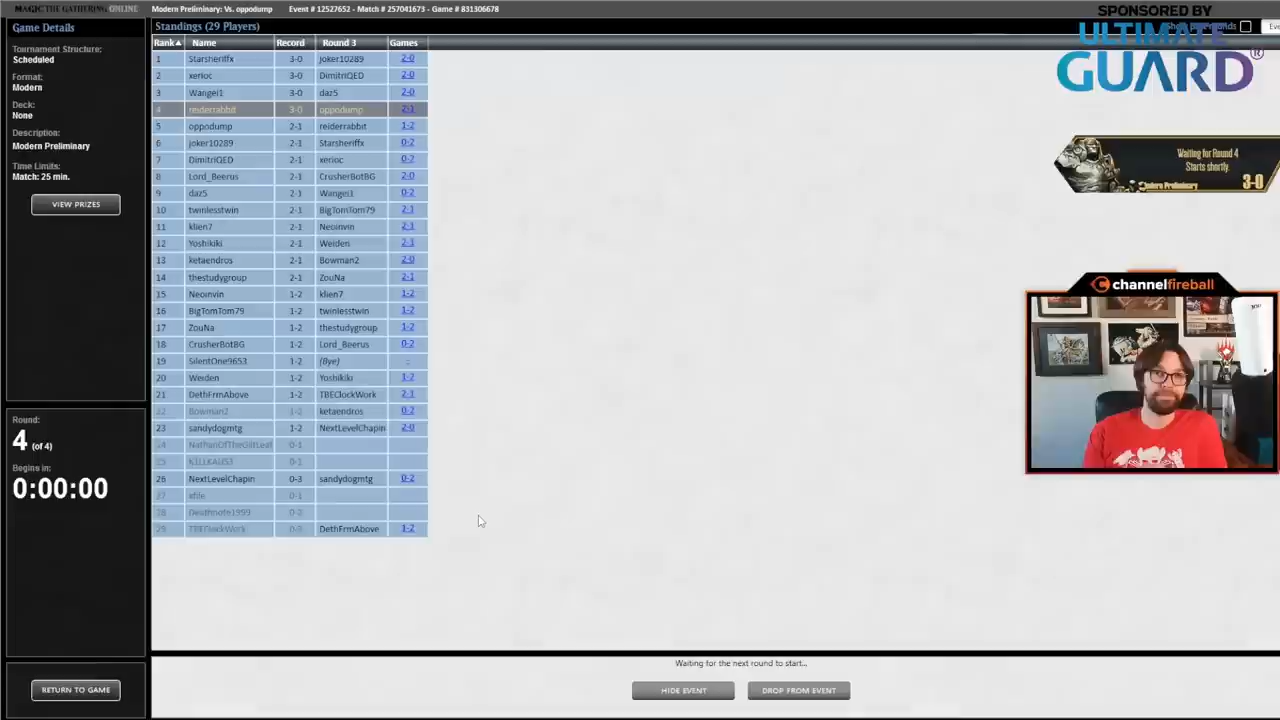 MAGIC THE GATHERING ONLINE
Modern Preliminary: Vs. oppodump Event # 12527652 - Match # 257041673 - Game # 831306678
SPONSORED BY
ULTIMATE
GUARD®
Game Details
Tournament Structure:
Scheduled
Format:
Modern
Deck:
None
Description:
Modern Preliminary
Time Limits:
Match: 25 min.
VIEW PRIZES
Standings (29 Players)
Rank Name Record Round 3 Games
1 Starsheriffx 3-0 joker10289 2-0
2 xerioc 3-0 DimitriQED 2-0
3 Wangei1 3-0 daz5 2-0
4 reiderrabbit 3-0 oppodump 2-1
5 oppodump 2-1 reiderrabbit 1-2
6 joker10289 2-1 Starsheriffx 0-2
7 DimitriQED 2-1 xerioc 0-2
8 Lord_Beerus 2-1 CrusherBotBG 2-0
9 daz5 2-1 Wangei1 0-2
10 twinlesstwin 2-1 BigTomTom79 2-1
11 klien7 2-1 Neoinvin 2-1
12 Yoshikiki 2-1 Weiden 2-1
13 ketaendros 2-1 Bowman2 2-0
14 thestudygroup 2-1 ZouNa 2-1
15 Neoinvin 1-2 klien7 1-2
16 BigTomTom79 1-2 twinlesstwin 1-2
17 ZouNa 1-2 thestudygroup 1-2
18 CrusherBotBG 1-2 Lord_Beerus 0-2
19 SilentOne9653 1-2 (Bye)
20 Weiden 1-2 Yoshikiki 1-2
21 DethFrmAbove 1-2 TBEClockWork 2-1
22 Bowman2 1-2 ketaendros 0-2
23 sandydogmtg 1-2 NextLevelChapin 2-0
24 NathanOfTheGiltLeaf 0-1
25 0-1
26 NextLevelChapin 0-3 sandydogmtg 0-2
27 xfile 0-1
28 Deathnote1999 0-2
29 TBEClockWork 0-3 DethFrmAbove 1-2
Waiting for Round 4
Starts shortly.
Modern Preliminary 3-0
channelfireball
Round:
4 (of 4)
Begins in:
0:00:00
RETURN TO GAME
Waiting for the next round to start...
HIDE EVENT DROP FROM EVENT